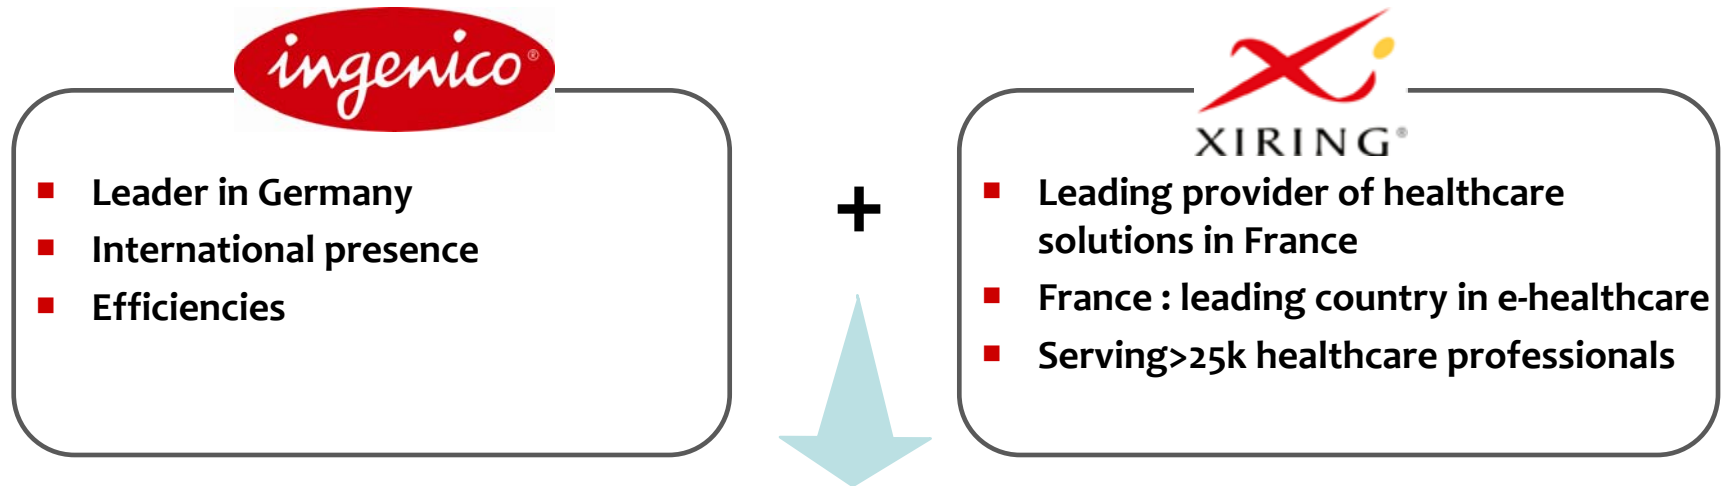 ingenico®
Leader in Germany
International presence
Efficiencies
+
XIRING®
Leading provider of healthcare
solutions in France
France : leading country in e-healthcare
Serving>25k healthcare professionals